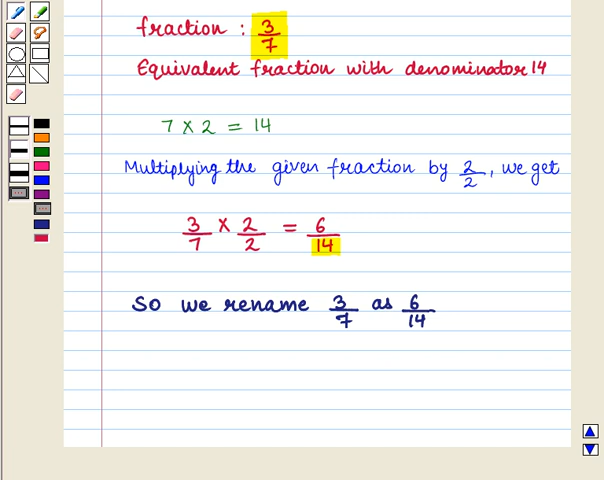 fraction : 3/7
Equivalent fraction with denominator 14
7 × 2 = 14
Multiplying the given fraction by 2/2, we get
3/7 × 2/2 = 6/14
So we rename 3/7 as 6/14